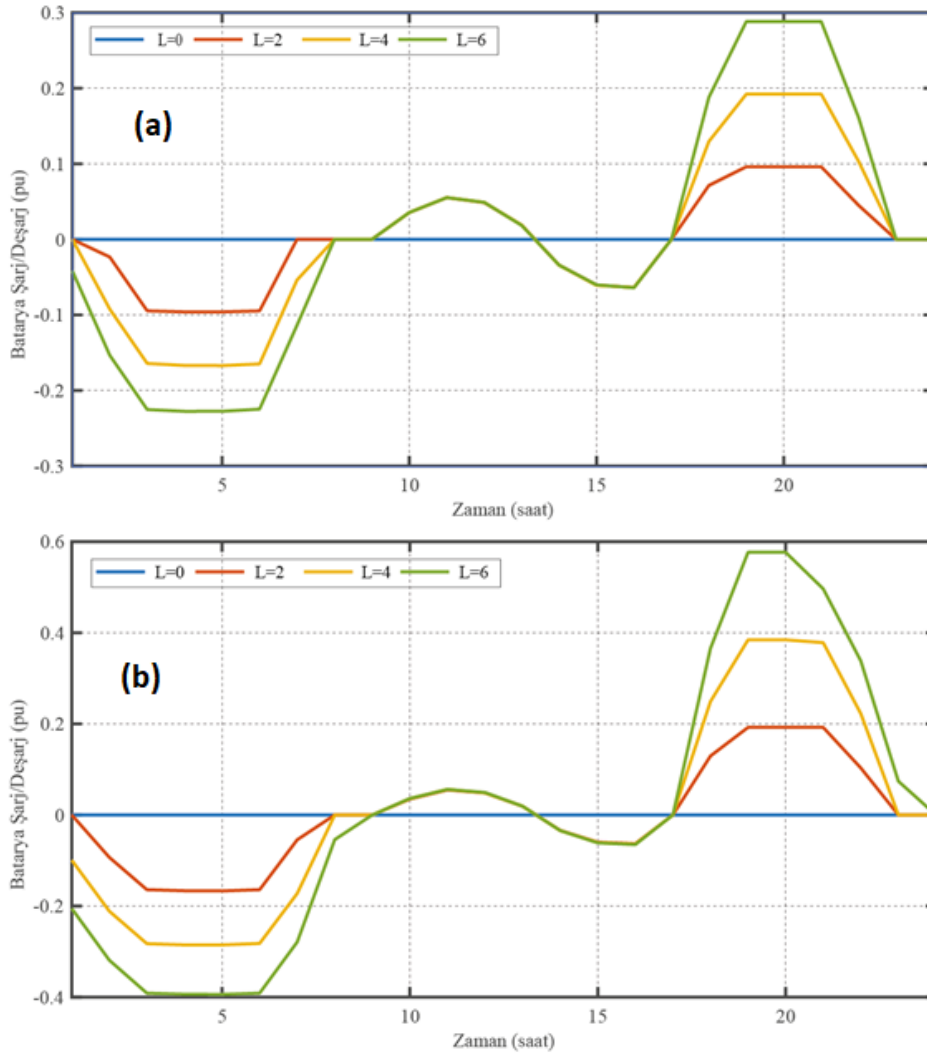 0.3
L=0 L=2 L=4 L=6
0.2
(a)
0.1
0
-0.1
-0.2
-0.3
Batarya Şarj/Deşarj (pu)
5 10 15 20
Zaman (saat)
0.6
L=0 L=2 L=4 L=6
0.4
(b)
0.2
0
-0.2
-0.4
Batarya Şarj/Deşarj (pu)
5 10 15 20
Zaman (saat)